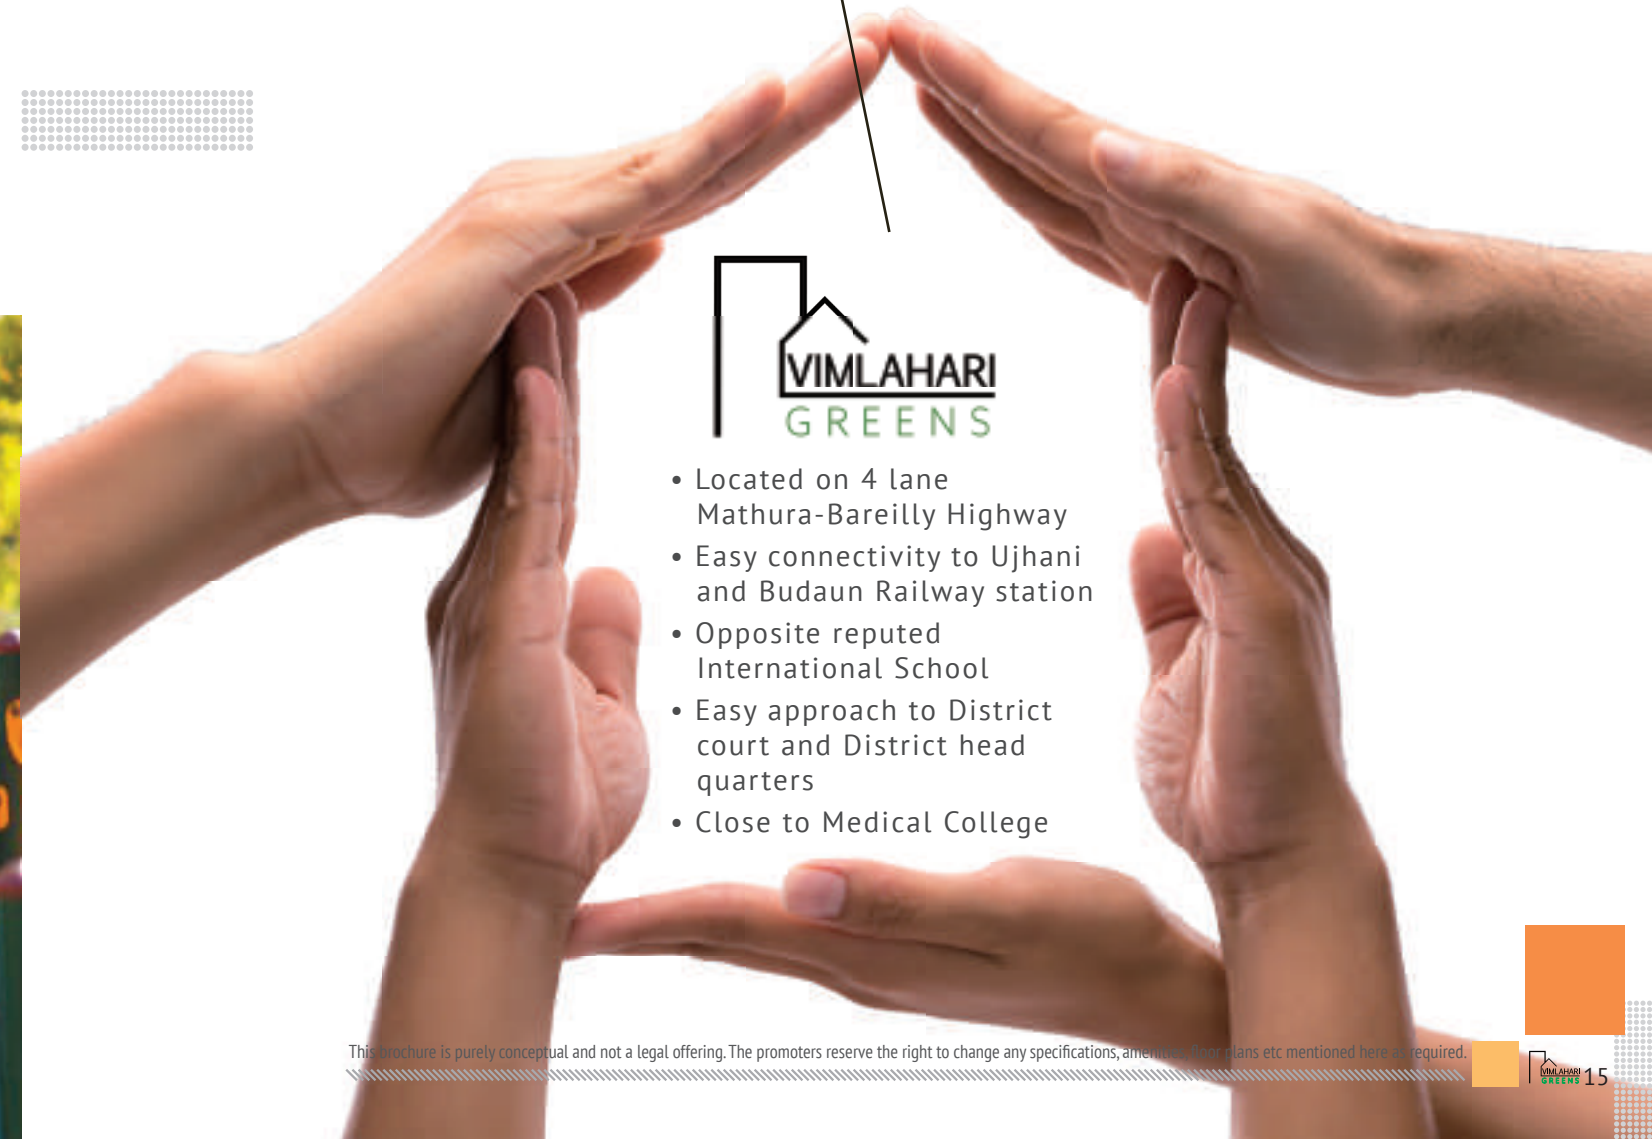 VIMLAHARI
GREENS
• Located on 4 lane
Mathura-Bareilly Highway
• Easy connectivity to Ujhani
and Budaun Railway station
• Opposite reputed
International School
• Easy approach to District
court and District head
quarters
• Close to Medical College
This brochure is purely conceptual and not a legal offering. The promoters reserve the right to change any specifications, amenities, floor plans etc mentioned here as required.
VIMLAHARI
GREENS
15